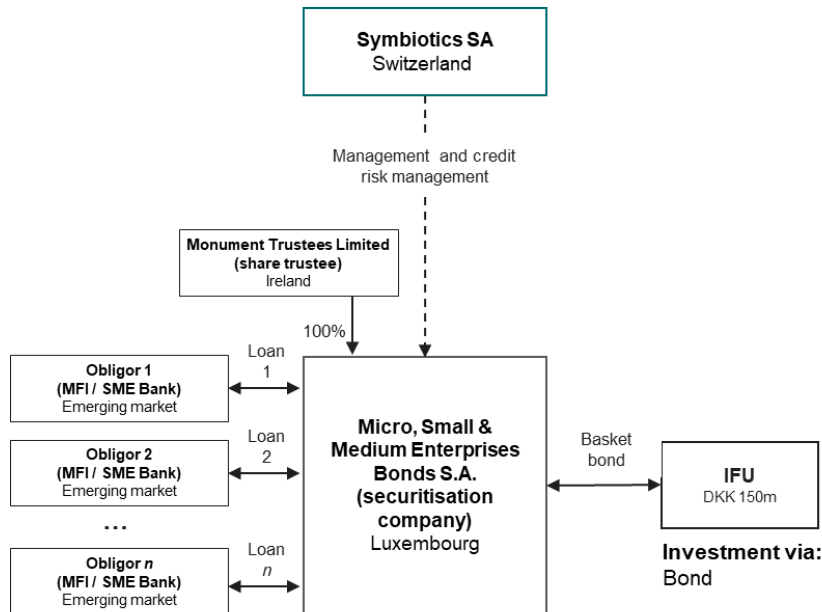 Symbiotics SA
Switzerland
Management and credit
risk management
Monument Trustees Limited
(share trustee)
Ireland
100%
Obligor 1
(MFI / SME Bank)
Emerging market
Loan
1
Obligor 2
(MFI / SME Bank)
Emerging market
Loan
2
...
Obligor n
(MFI / SME Bank)
Emerging market
Loan
n
Micro, Small &
Medium Enterprises
Bonds S.A.
(securitisation
company)
Luxembourg
Basket
bond
IFU
DKK 150m
Investment via:
Bond